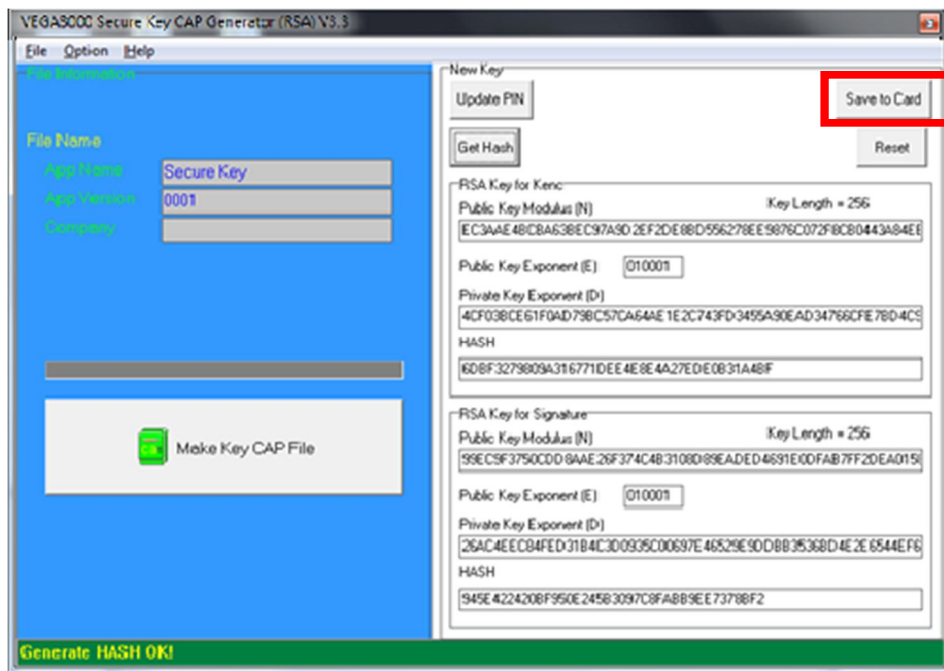 VEGA9000 Secure Key CAP Generator (RSA) V3.3
File Option Help
File Information
File Name
App Name Secure Key
App Version 0001
Company
Make Key CAP File
New Key
Update PIN Save to Card
Get Hash Reset
RSA Key for Kenc
Public Key Modulus (N) Key Length = 256
Public Key Exponent (E) 010001
Private Key Exponent (D)
HASH
RSA Key for Signature
Public Key Modulus (N) Key Length = 256
Public Key Exponent (E) 010001
Private Key Exponent (D)
HASH
Generate HASH OK!